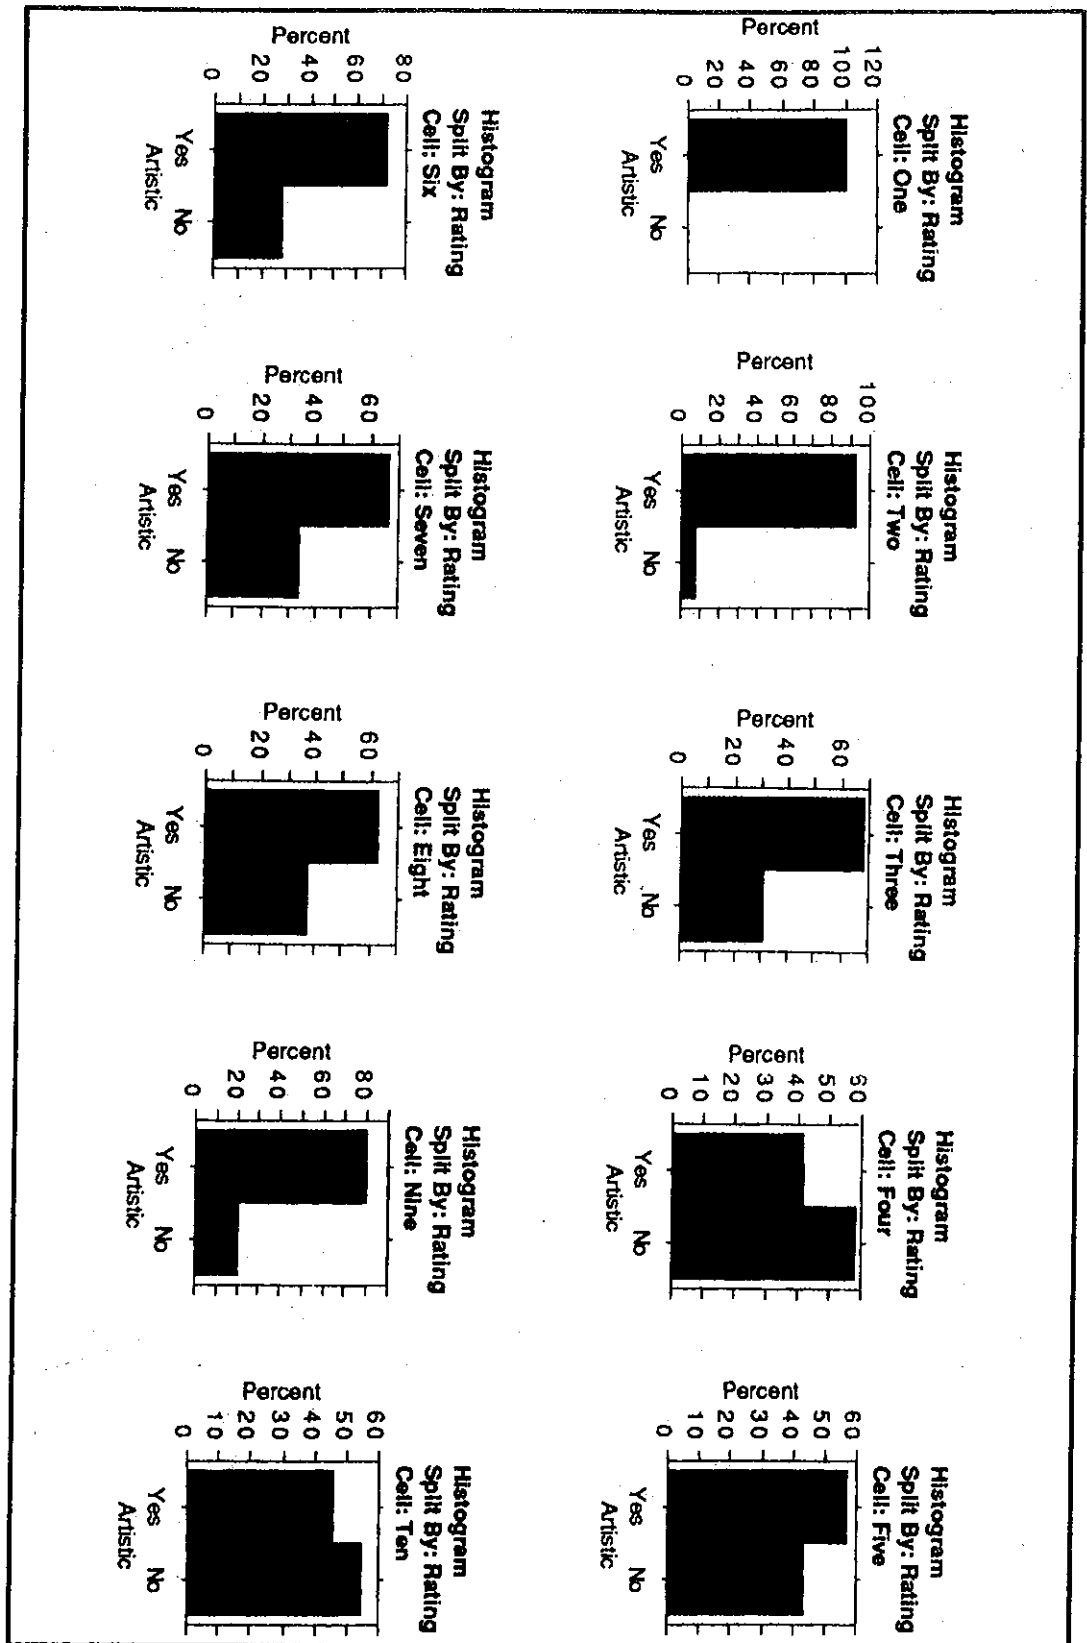 Histogram
Split By: Rating
Cell: One
120
100
80
60
40
20
0
Percent
Yes No
Artistic
Histogram
Split By: Rating
Cell: Two
100
80
60
40
20
0
Percent
Yes No
Artistic
Histogram
Split By: Rating
Cell: Three
60
40
20
0
Percent
Yes No
Artistic
Histogram
Split By: Rating
Cell: Four
60
50
40
30
20
10
0
Percent
Yes No
Artistic
Histogram
Split By: Rating
Cell: Five
60
50
40
30
20
10
0
Percent
Yes No
Artistic
Histogram
Split By: Rating
Cell: Six
80
60
40
20
0
Percent
Yes No
Artistic
Histogram
Split By: Rating
Cell: Seven
60
40
20
0
Percent
Yes No
Artistic
Histogram
Split By: Rating
Cell: Eight
60
40
20
0
Percent
Yes No
Artistic
Histogram
Split By: Rating
Cell: Nine
80
60
40
20
0
Percent
Yes No
Artistic
Histogram
Split By: Rating
Cell: Ten
60
50
40
30
20
10
0
Percent
Yes No
Artistic